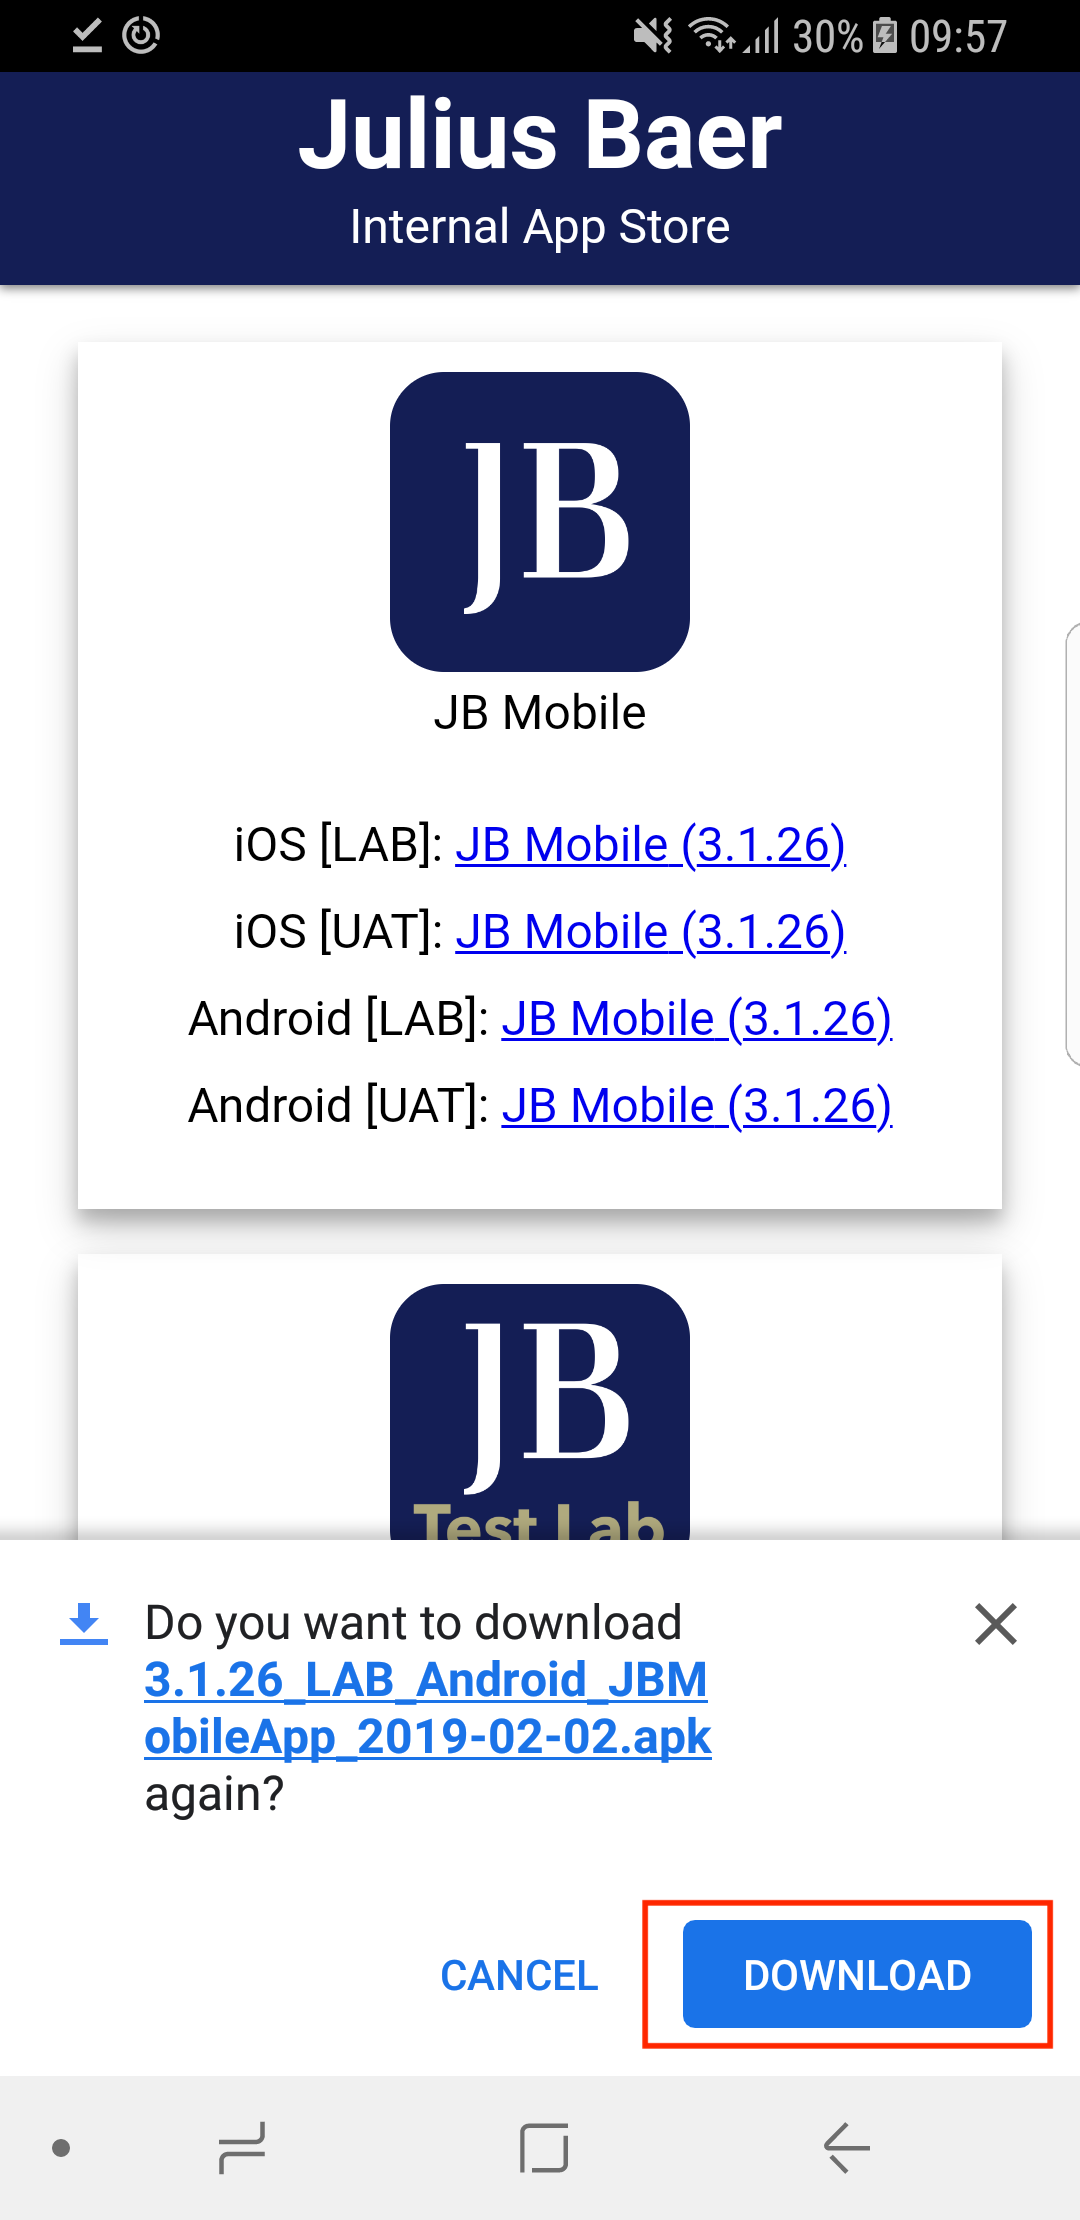 30% 09:57
Julius Baer
Internal App Store
JB
JB Mobile
iOS [LAB]: JB Mobile (3.1.26)
iOS [UAT]: JB Mobile (3.1.26)
Android [LAB]: JB Mobile (3.1.26)
Android [UAT]: JB Mobile (3.1.26)
JB
Test Lab
Do you want to download
3.1.26_LAB_Android_JBM
obileApp_2019-02-02.apk
again?
CANCEL DOWNLOAD